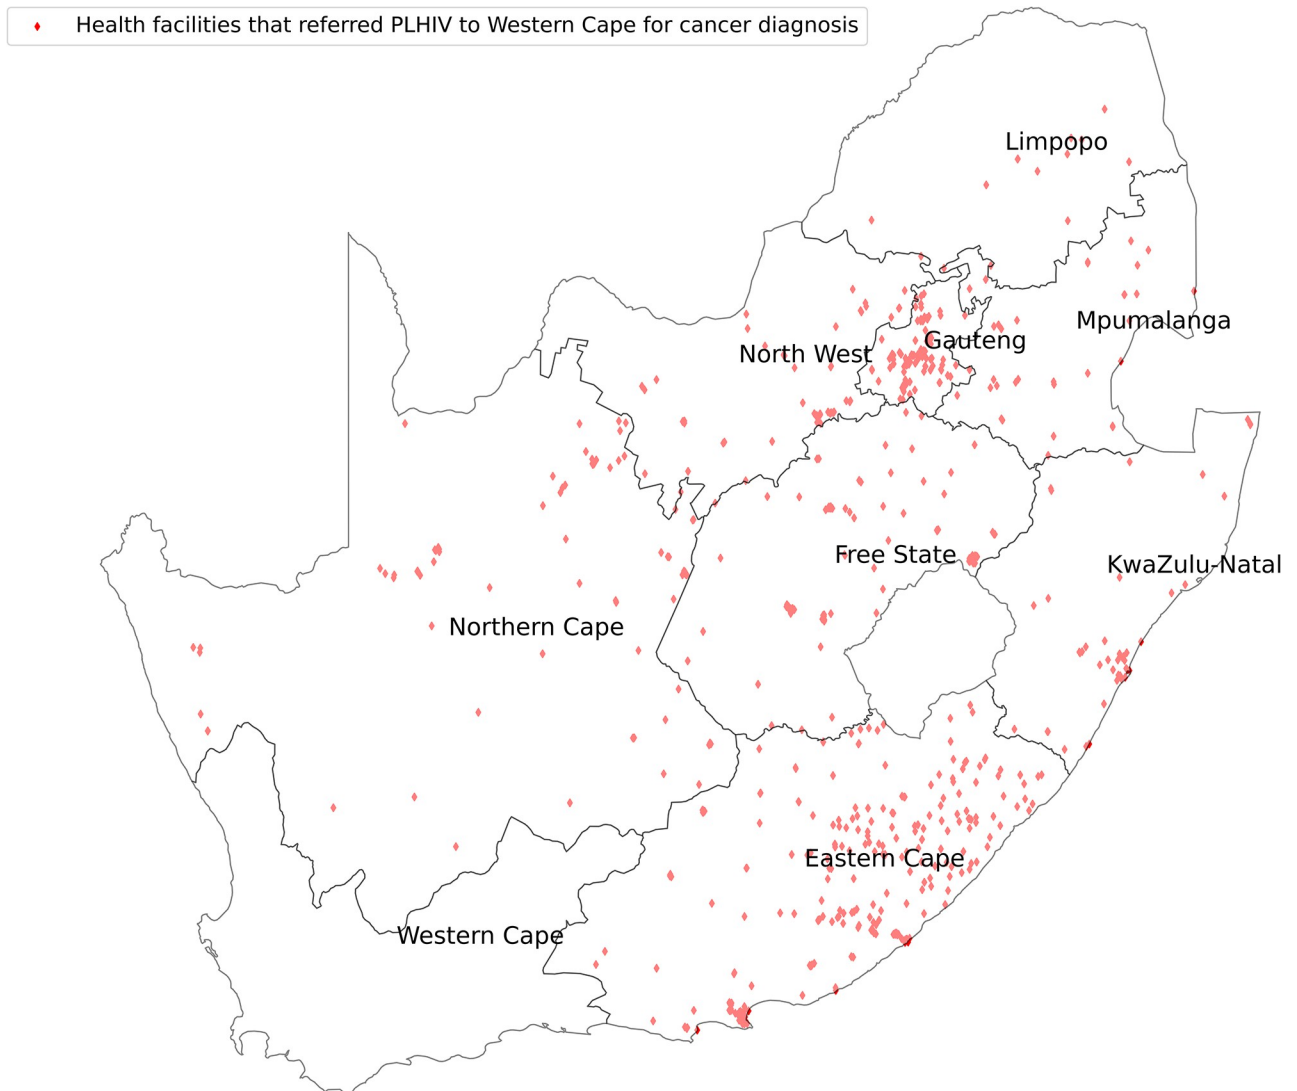 Health facilities that referred PLHIV to Western Cape for cancer diagnosis
Limpopo
Mpumalanga
Gauteng
North West
Free State
KwaZulu-Natal
Northern Cape
Eastern Cape
Western Cape